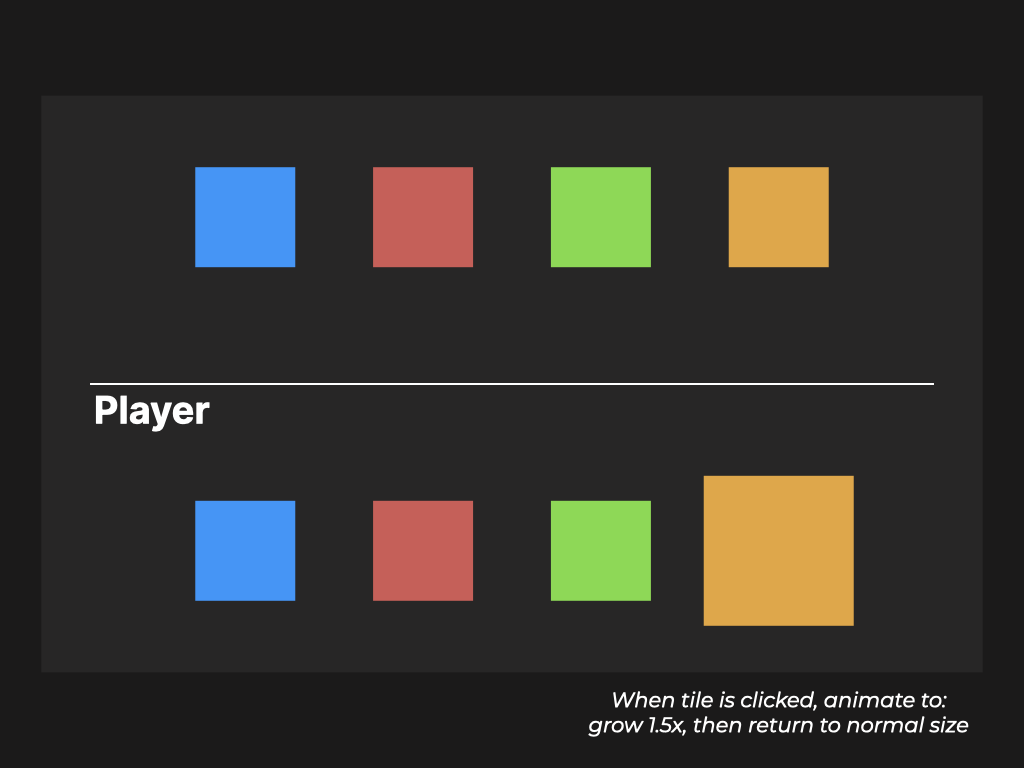 Player
When tile is clicked, animate to:
grow 1.5x, then return to normal size